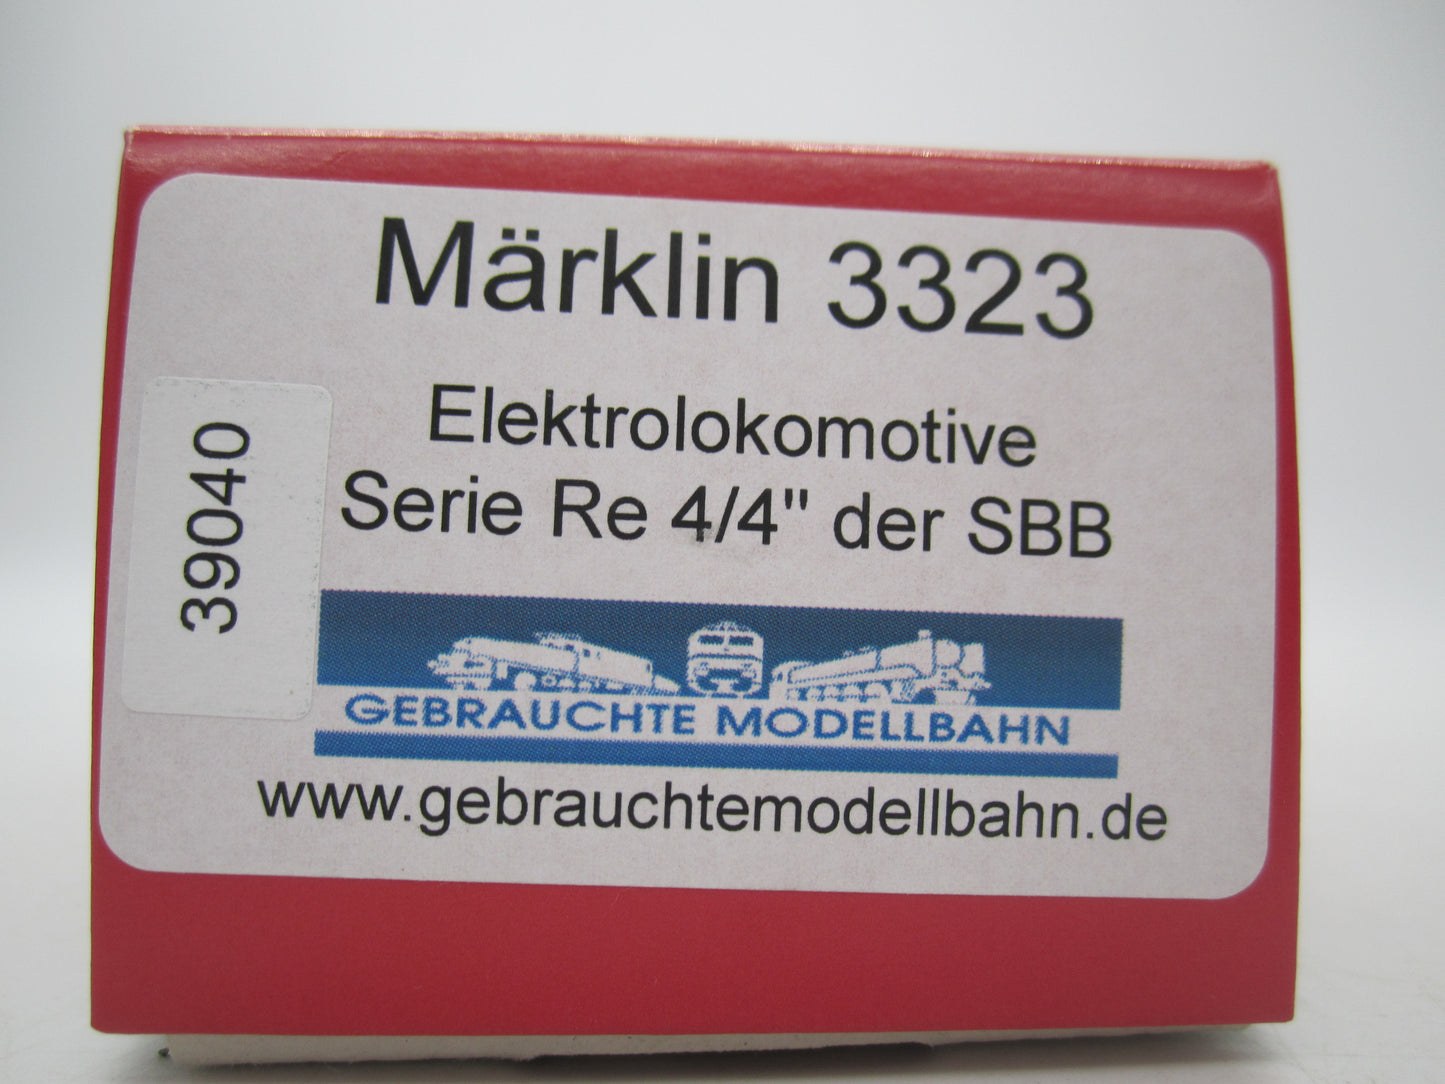 Märklin 3323
Elektrolokomotive
Serie Re 4/4" der SBB
39040
GEBRAUCHTE MODELLBAHN
www.gebrauchtemodellbahn.de